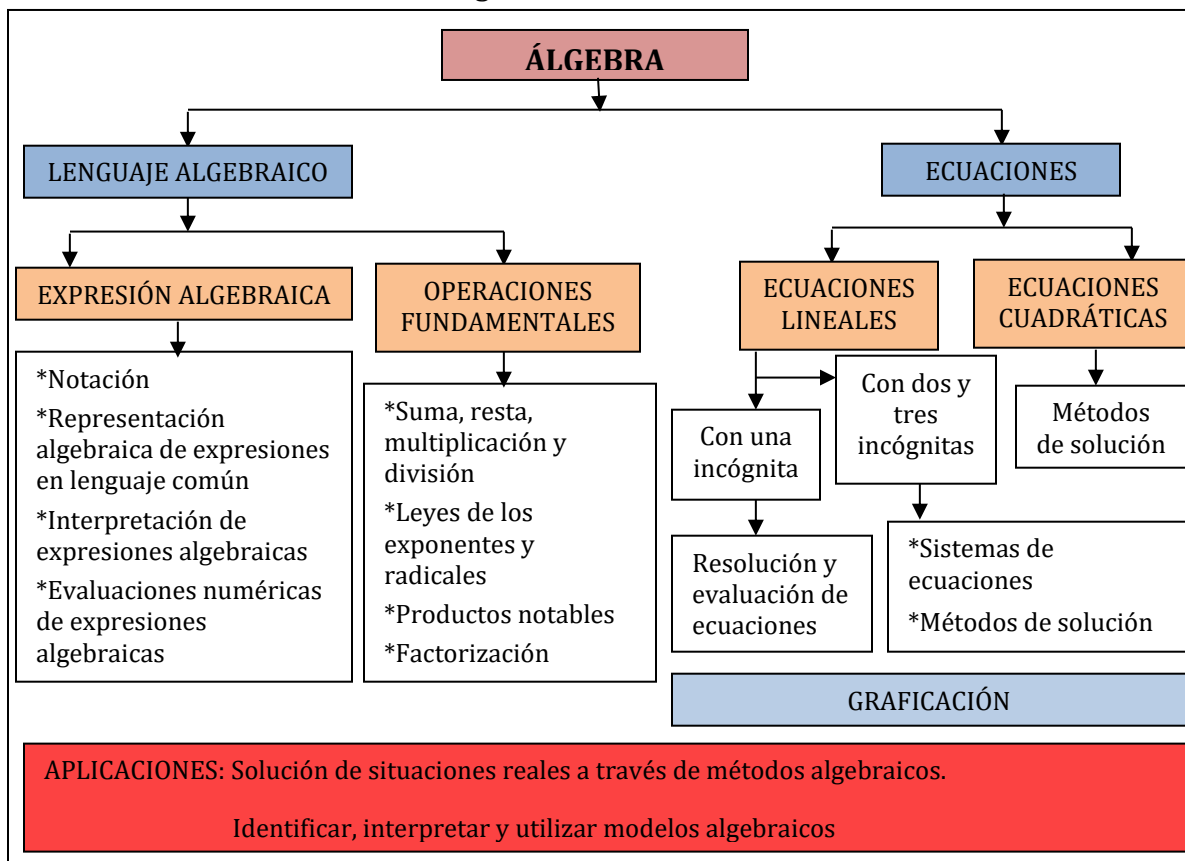 ÁLGEBRA
LENGUAJE ALGEBRAICO
ECUACIONES
EXPRESIÓN ALGEBRAICA
OPERACIONES
FUNDAMENTALES
ECUACIONES
LINEALES
ECUACIONES
CUADRÁTICAS
*Notación
*Representación
algebraica de expresiones
en lenguaje común
*Interpretación de
expresiones algebraicas
*Evaluaciones numéricas
de expresiones
algebraicas
*Suma, resta,
multiplicación y
división
*Leyes de los
exponentes y
radicales
*Productos notables
*Factorización
Con una
incógnita
Con dos y
tres
incógnitas
Métodos
de solución
Resolución y
evaluación de
ecuaciones
*Sistemas de
ecuaciones
*Métodos de solución
GRAFICACIÓN
APLICACIONES: Solución de situaciones reales a través de métodos algebraicos.
Identificar, interpretar y utilizar modelos algebraicos